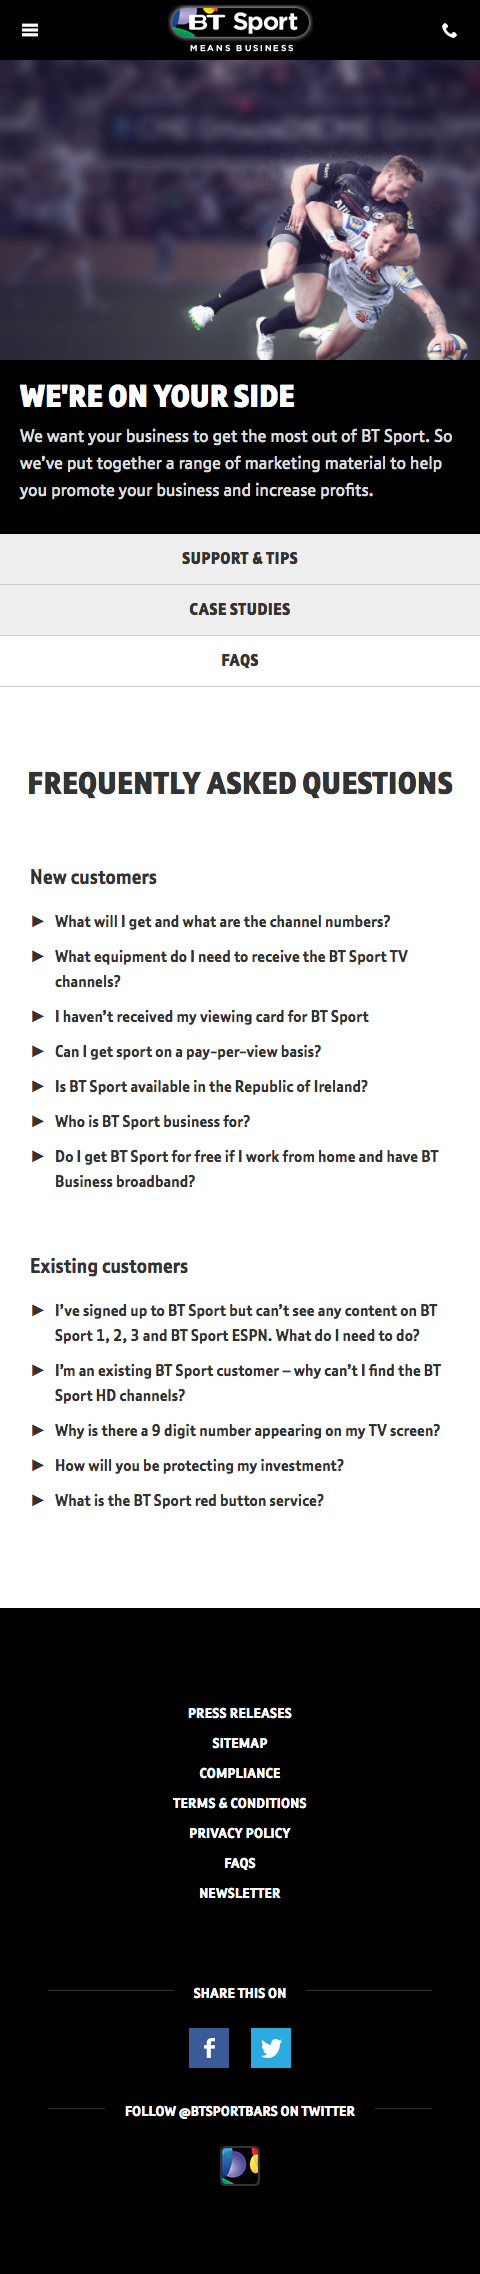 BT Sport
MEANS BUSINESS
WE'RE ON YOUR SIDE
We want your business to get the most out of BT Sport. So
we've put together a range of marketing material to help
you promote your business and increase profits.
SUPPORT & TIPS
CASE STUDIES
FAQS
FREQUENTLY ASKED QUESTIONS
New customers
► What will I get and what are the channel numbers?
► What equipment do I need to receive the BT Sport TV
channels?
► I haven't received my viewing card for BT Sport
► Can I get sport on a pay-per-view basis?
► Is BT Sport available in the Republic of Ireland?
► Who is BT Sport business for?
► Do I get BT Sport for free if I work from home and have BT
Business broadband?
Existing customers
► I've signed up to BT Sport but can't see any content on BT
Sport 1, 2, 3 and BT Sport ESPN. What do I need to do?
► I'm an existing BT Sport customer – why can't I find the BT
Sport HD channels?
► Why is there a 9 digit number appearing on my TV screen?
► How will you be protecting my investment?
► What is the BT Sport red button service?
PRESS RELEASES
SITEMAP
COMPLIANCE
TERMS & CONDITIONS
PRIVACY POLICY
FAQS
NEWSLETTER
SHARE THIS ON
FOLLOW @BTSPORTBARS ON TWITTER